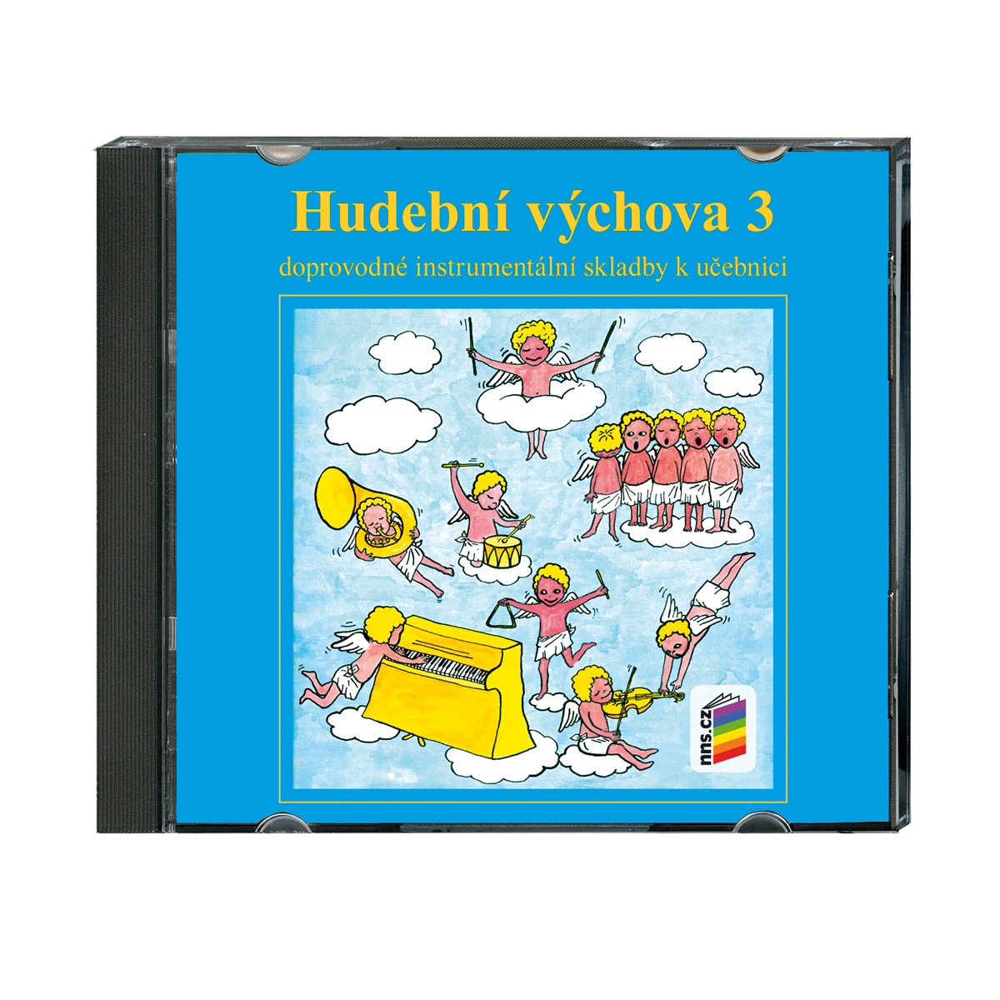 Hudební výchova 3
doprovodné instrumentální skladby k učebnici
nns.cz